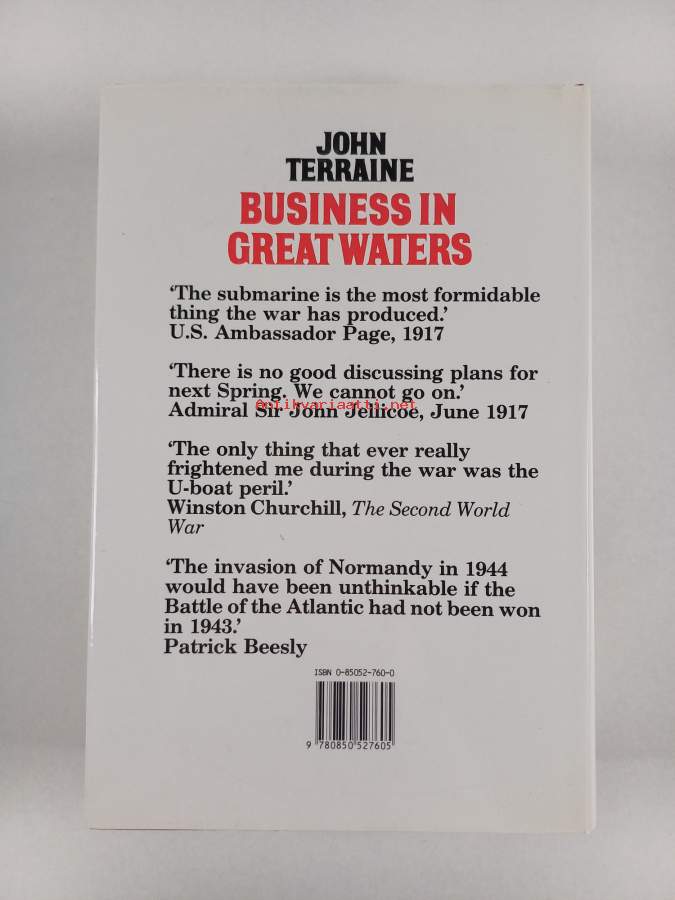 JOHN
TERRAINE
BUSINESS IN
GREAT WATERS
‘The submarine is the most formidable
thing the war has produced.’
U.S. Ambassador Page, 1917
‘There is no good discussing plans for
next Spring. We cannot go on.’
antikvariaatti.net
Admiral Sir John Jellicoe, June 1917
‘The only thing that ever really
frightened me during the war was the
U-boat peril.’
Winston Churchill, The Second World
War
‘The invasion of Normandy in 1944
would have been unthinkable if the
Battle of the Atlantic had not been won
in 1943.’
Patrick Beesly
ISBN 0-85052-760-0
9 780850 527605